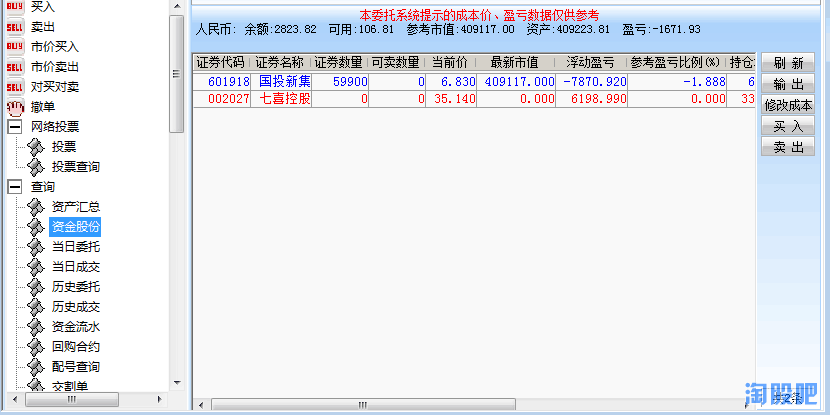 本委托系统提示的成本价、盈亏数据仅供参考
人民币: 余额:2823.82 可用:106.81 参考市值:409117.00 资产:409223.81 盈亏:-1671.93
证券代码 证券名称 证券数量 可卖数量 当前价 最新市值 浮动盈亏 参考盈亏比例(%) 持仓
601918 国投新集 59900 0 6.830 409117.000 -7870.920 -1.888 6
002027 七喜控股 0 0 35.140 0.000 6198.990 0.000 33
BUY 买入
SELL 卖出
BUY 市价买入
SELL 市价卖出
SELL 对买对卖
撤单
网络投票
投票
投票查询
查询
资产汇总
资金股份
当日委托
当日成交
历史委托
历史成交
资金流水
回购合约
配号查询
交割单
刷 新
输 出
修改成本
买 入
卖 出
共2条
淘股吧